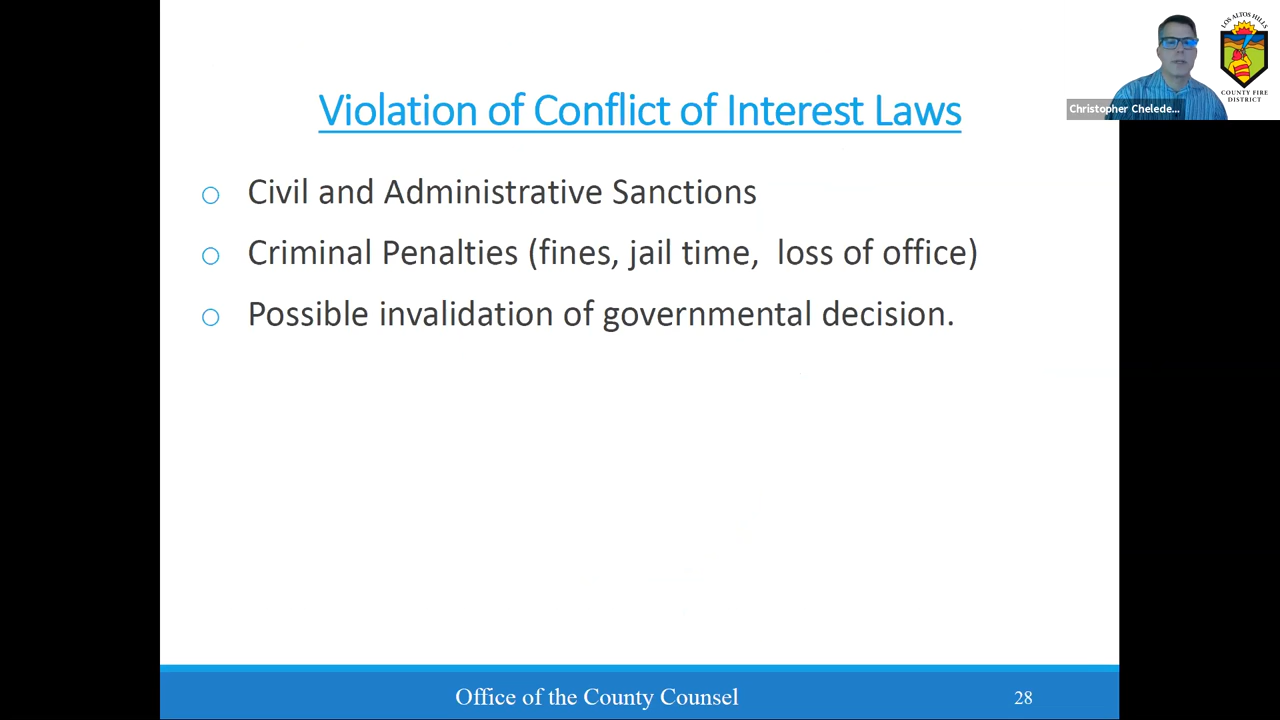 LOS ALTOS HILLS
COUNTY FIRE
DISTRICT
Christopher Chelede...
Violation of Conflict of Interest Laws
Civil and Administrative Sanctions
Criminal Penalties (fines, jail time,  loss of office)
Possible invalidation of governmental decision.
Office of the County Counsel
28